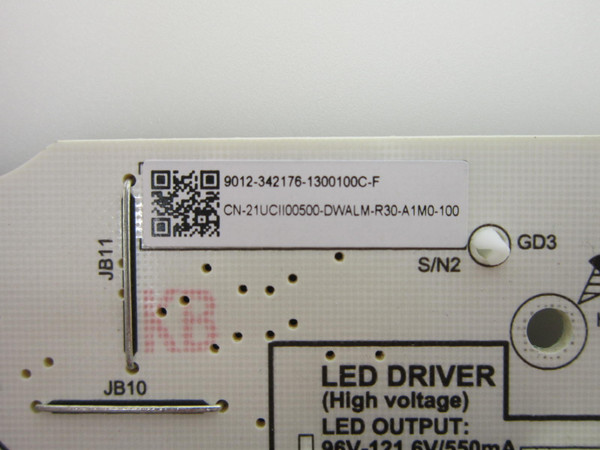 9012-342176-1300100C-F
CN-21UCII00500-DWALM-R30-A1M0-100
JB11
S/N2
GD3
KB
JB10
LED DRIVER
(High voltage)
LED OUTPUT:
96V-121.6V/550mA